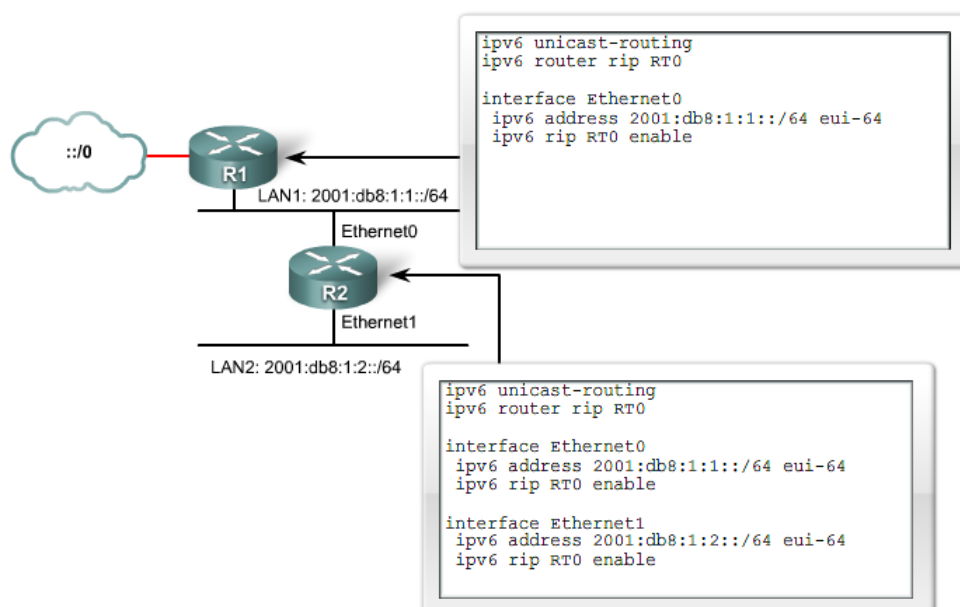 ipv6 unicast-routing
ipv6 router rip RT0
interface Ethernet0
ipv6 address 2001:db8:1:1::/64 eui-64
ipv6 rip RT0 enable
::/0
R1
LAN1: 2001:db8:1:1::/64
Ethernet0
R2
Ethernet1
LAN2: 2001:db8:1:2::/64
ipv6 unicast-routing
ipv6 router rip RT0
interface Ethernet0
ipv6 address 2001:db8:1:1::/64 eui-64
ipv6 rip RT0 enable
interface Ethernet1
ipv6 address 2001:db8:1:2::/64 eui-64
ipv6 rip RT0 enable